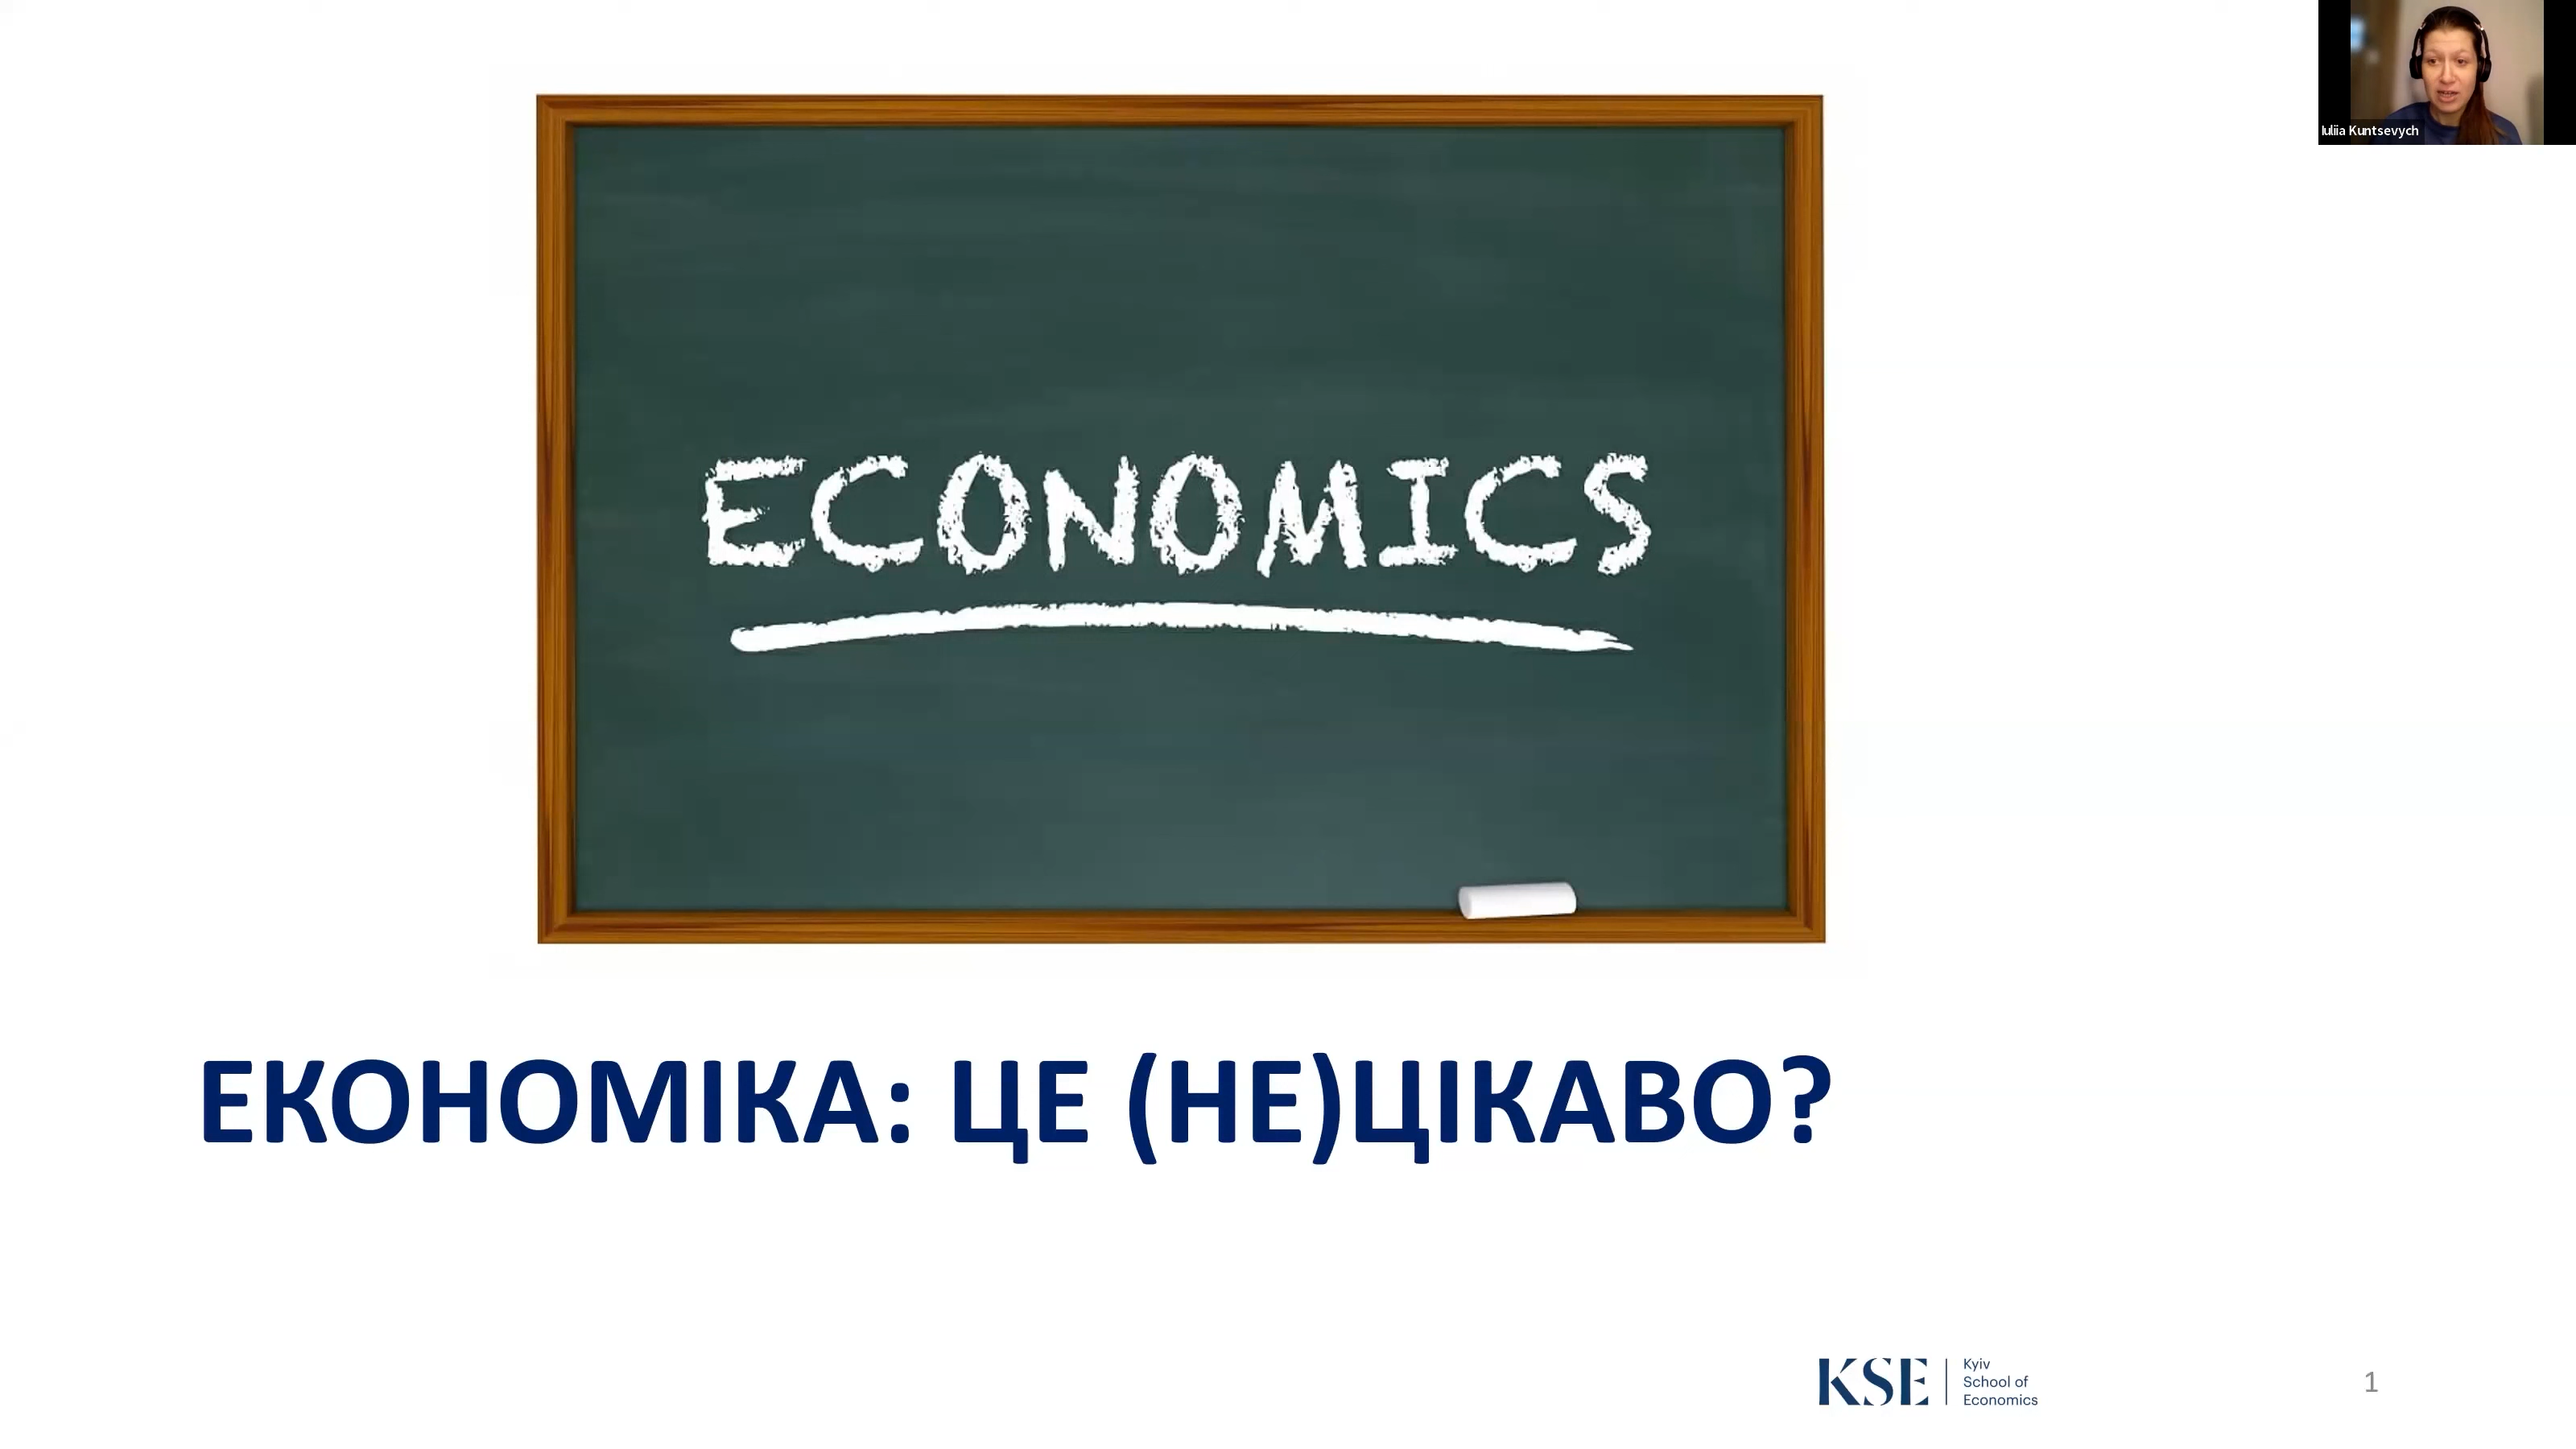 Iuliia Kuntsevych
ECONOMICS
ЕКОНОМІКА: ЦЕ (НЕ)ЦІКАВО?
KSE
Kyiv
School of
Economics
1